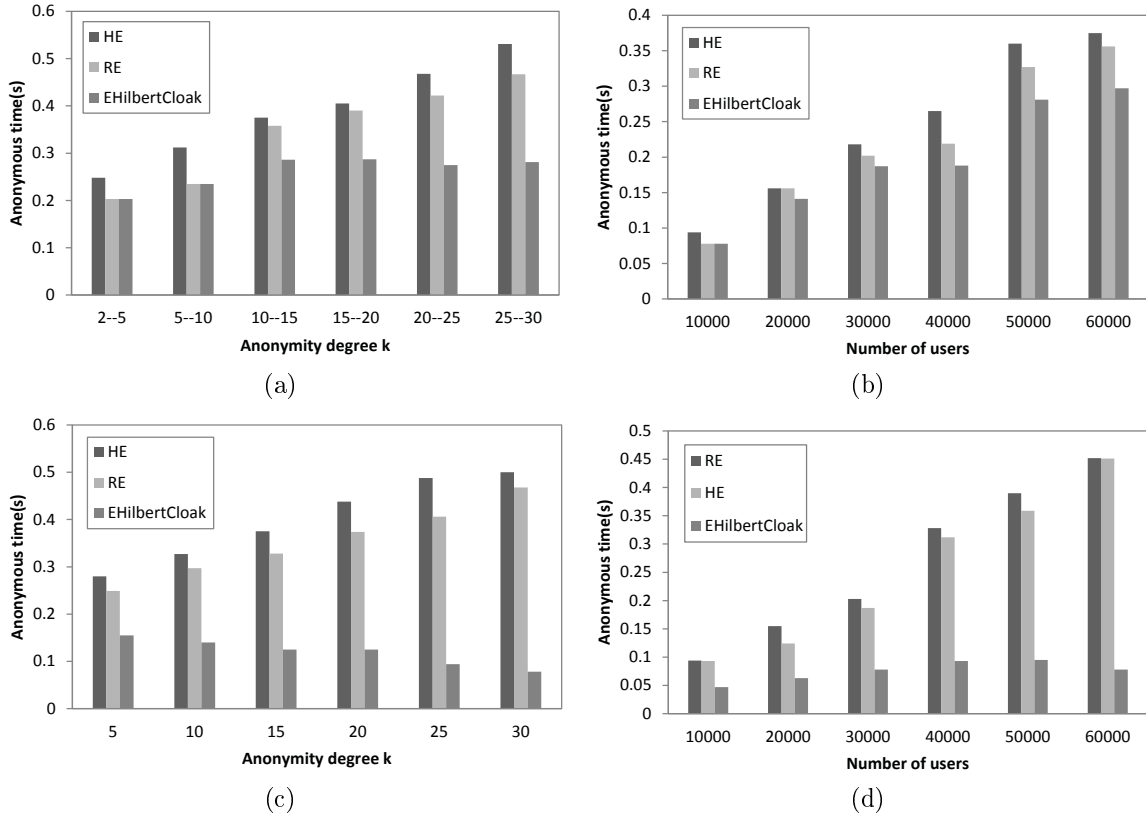 0.6
0.5
0.4
0.3
0.2
0.1
0
Anonymous time(s)
HE
RE
EHilbertCloak
2--5 5--10 10--15 15--20 20--25 25--30
Anonymity degree k
(a)
0.4
0.35
0.3
0.25
0.2
0.15
0.1
0.05
0
Anonymous time(s)
HE
RE
EHilbertCloak
10000 20000 30000 40000 50000 60000
Number of users
(b)
0.6
0.5
0.4
0.3
0.2
0.1
0
Anonymous time(s)
HE
RE
EHilbertCloak
5 10 15 20 25 30
Anonymity degree k
(c)
0.5
0.45
0.4
0.35
0.3
0.25
0.2
0.15
0.1
0.05
0
Anonymous time(s)
RE
HE
EHilbertCloak
10000 20000 30000 40000 50000 60000
Number of users
(d)